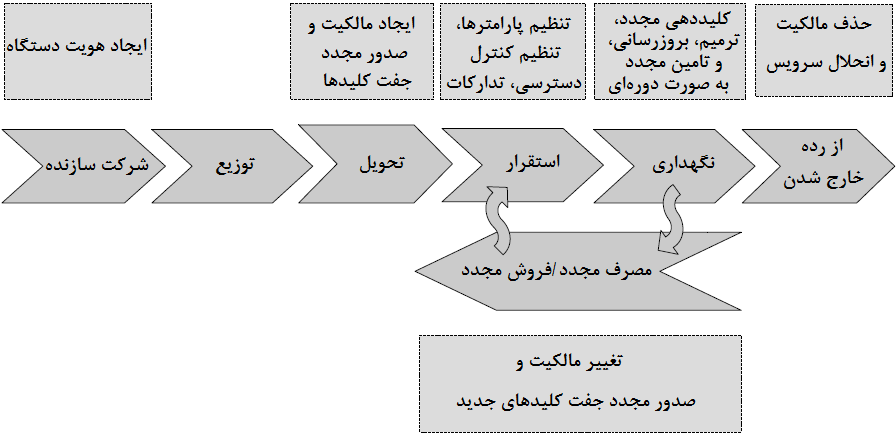 ایجاد هویت دستگاه
ایجاد مالکیت و
صدور مجدد
جفت کلیدها
تنظیم پارامترها،
تنظیم کنترل
دسترسی، تدارکات
کلیددهی مجدد،
ترمیم، بروزرسانی،
و تامین مجدد
به صورت دوره‌ای
حذف مالکیت
و انحلال سرویس
شرکت سازنده
توزیع
تحویل
استقرار
نگهداری
از رده
خارج شدن
مصرف مجدد /فروش مجدد
تغییر مالکیت و
صدور مجدد جفت کلیدهای جدید